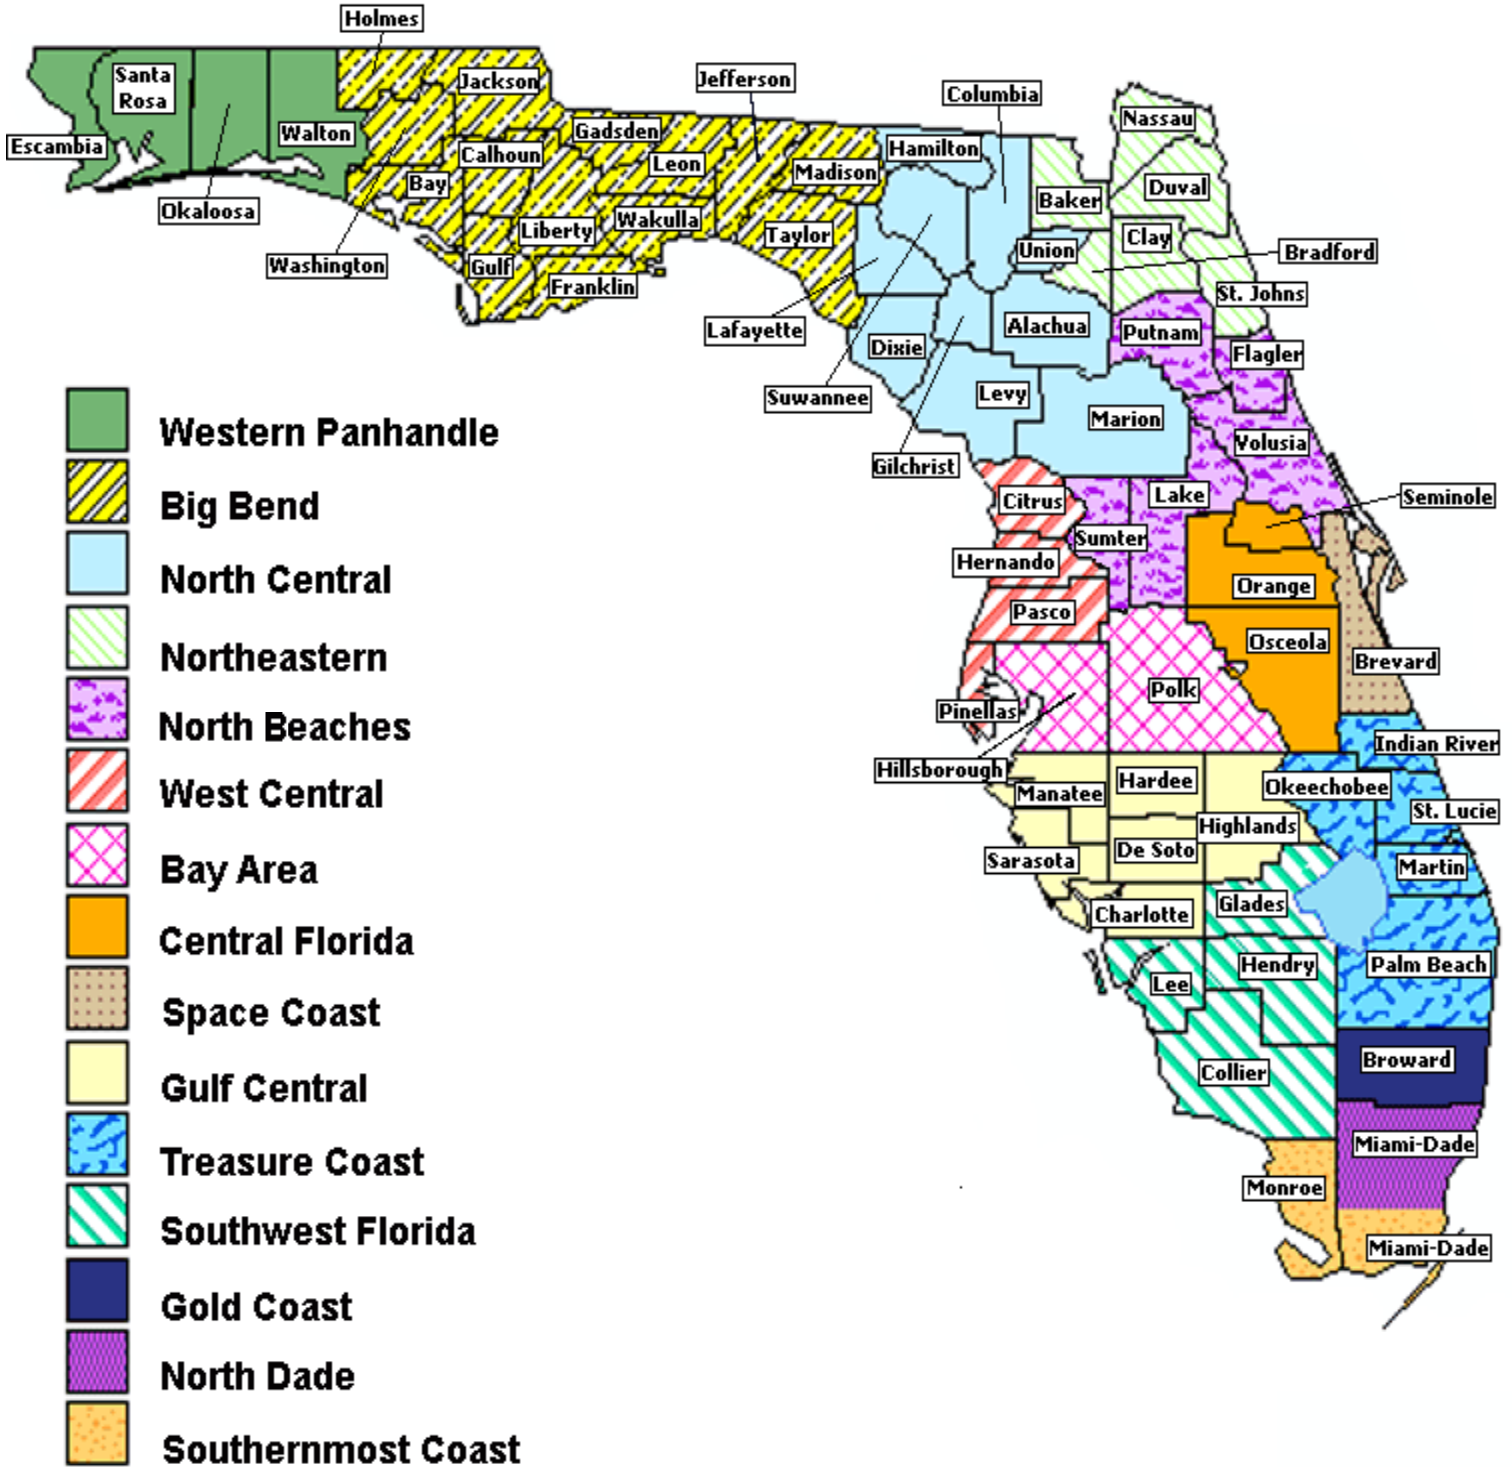 Holmes
Jackson
Jefferson
Columbia
Santa
Rosa
Nassau
Escambia
Walton
Gadsden
Hamilton
Calhoun
Leon
Madison
Duval
Bay
Baker
Okaloosa
Wakulla
Liberty
Taylor
Clay
Union
Bradford
Washington
Gulf
Franklin
St. Johns
Lafayette
Alachua
Putnam
Dixie
Flagler
Suwannee
Levy
Marion
Volusia
Gilchrist
Citrus
Lake
Seminole
Sumter
Hernando
Orange
Pasco
Osceola
Brevard
Polk
Pinellas
Indian River
Hillsborough
Hardee
Okeechobee
Manatee
St. Lucie
Highlands
De Soto
Sarasota
Martin
Glades
Charlotte
Hendry
Palm Beach
Lee
Broward
Collier
Miami-Dade
Monroe
Miami-Dade
Western Panhandle
Big Bend
North Central
Northeastern
North Beaches
West Central
Bay Area
Central Florida
Space Coast
Gulf Central
Treasure Coast
Southwest Florida
Gold Coast
North Dade
Southernmost Coast